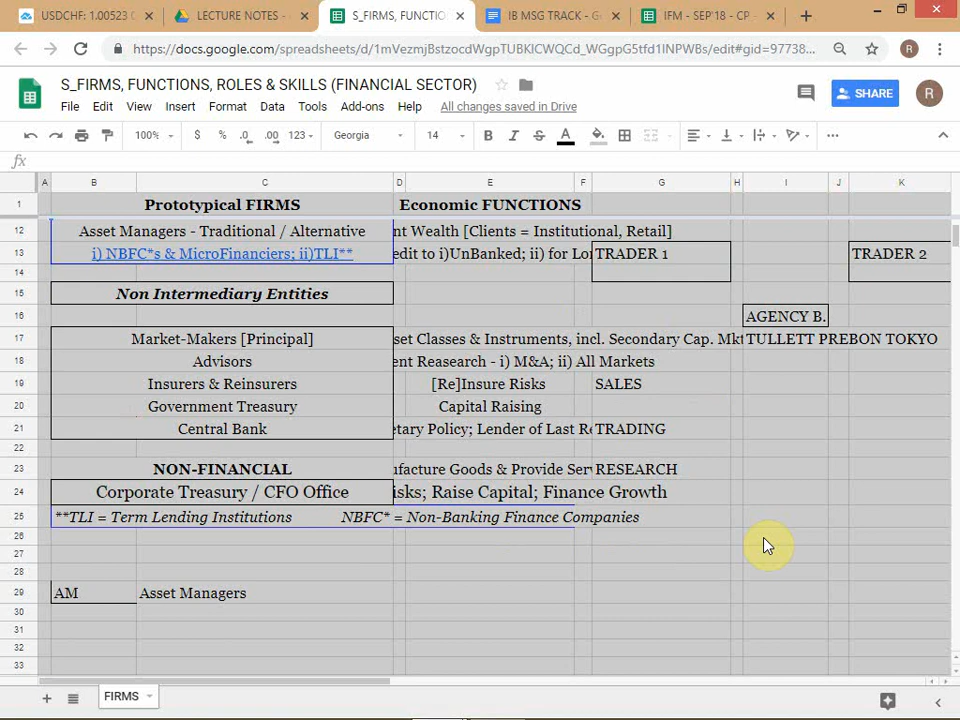 USDCHF: 1.00523
LECTURE NOTES -
S_FIRMS, FUNCTIO
IB MSG TRACK - G
IFM - SEP'18 - CP -
https://docs.google.com/spreadsheets/d/1mVezmjBstzocdWgpTUBKlCWQCd_WGgpG5tfd1INPWBs/edit#gid=97738...
R
S_FIRMS, FUNCTIONS, ROLES & SKILLS (FINANCIAL SECTOR)
SHARE
R
File Edit View Insert Format Data Tools Add-ons Help All changes saved in Drive
100% $ % .0 .00 123 Georgia 14 B I S A
fx
A B C D E F G H I J K
1 Prototypical FIRMS Economic FUNCTIONS
12 Asset Managers - Traditional / Alternative nt Wealth [Clients = Institutional, Retail]
13 i) NBFC*s & MicroFinanciers; ii)TLI** edit to i)UnBanked; ii) for Lon TRADER 1 TRADER 2
14
15 Non Intermediary Entities
16 AGENCY B.
17 Market-Makers [Principal] set Classes & Instruments, incl. Secondary Cap. Mkt TULLETT PREBON TOKYO
18 Advisors ent Reasearch - i) M&A; ii) All Markets
19 Insurers & Reinsurers [Re]Insure Risks SALES
20 Government Treasury Capital Raising
21 Central Bank etary Policy; Lender of Last Re TRADING
22
23 NON-FINANCIAL ufacture Goods & Provide Serv RESEARCH
24 Corporate Treasury / CFO Office isks; Raise Capital; Finance Growth
25 **TLI = Term Lending Institutions NBFC* = Non-Banking Finance Companies
26
27
28
29 AM Asset Managers
30
31
32
33
FIRMS